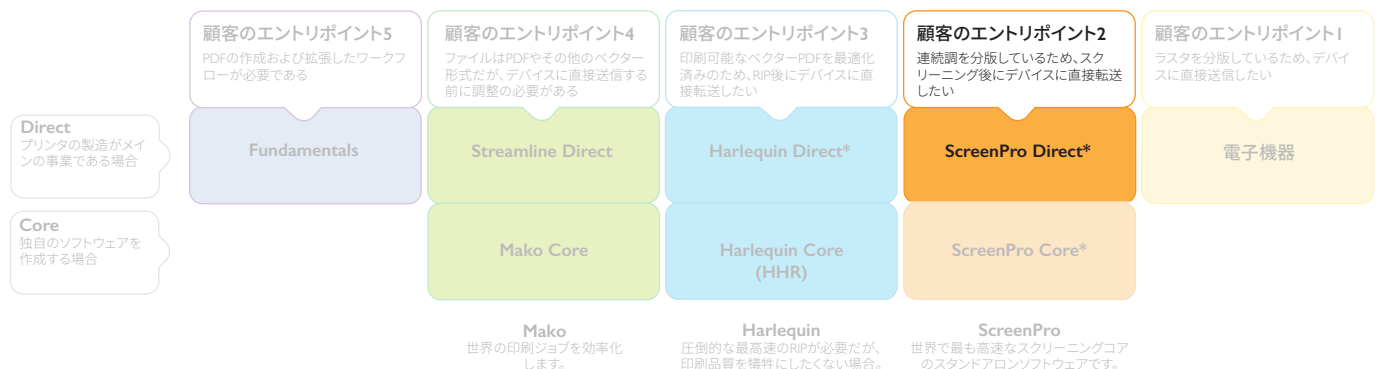 顧客のエントリポイント5
PDFの作成および拡張したワークフ
ローが必要である
顧客のエントリポイント4
ファイルはPDFやその他のベクター
形式だが、デバイスに直接送信する
前に調整の必要がある
顧客のエントリポイント3
印刷可能なベクターPDFを最適化
済みのため、RIP後にデバイスに直
接転送したい
顧客のエントリポイント2
連続調を分版しているため、スク
リーニング後にデバイスに直接転送
したい
顧客のエントリポイント1
ラスタを分版しているため、デバイ
スに直接送信したい
Direct
プリンタの製造がメイ
ンの事業である場合
Fundamentals
Streamline Direct
Harlequin Direct*
ScreenPro Direct*
電子機器
Core
独自のソフトウェアを
作成する場合
Mako Core
Harlequin Core
(HHR)
ScreenPro Core*
Mako
世界の印刷ジョブを効率化
します。
Harlequin
圧倒的な最高速のRIPが必要だが、
印刷品質を犠牲にしたくない場合。
ScreenPro
世界で最も高速なスクリーニングコア
のスタンドアロンソフトウェアです。